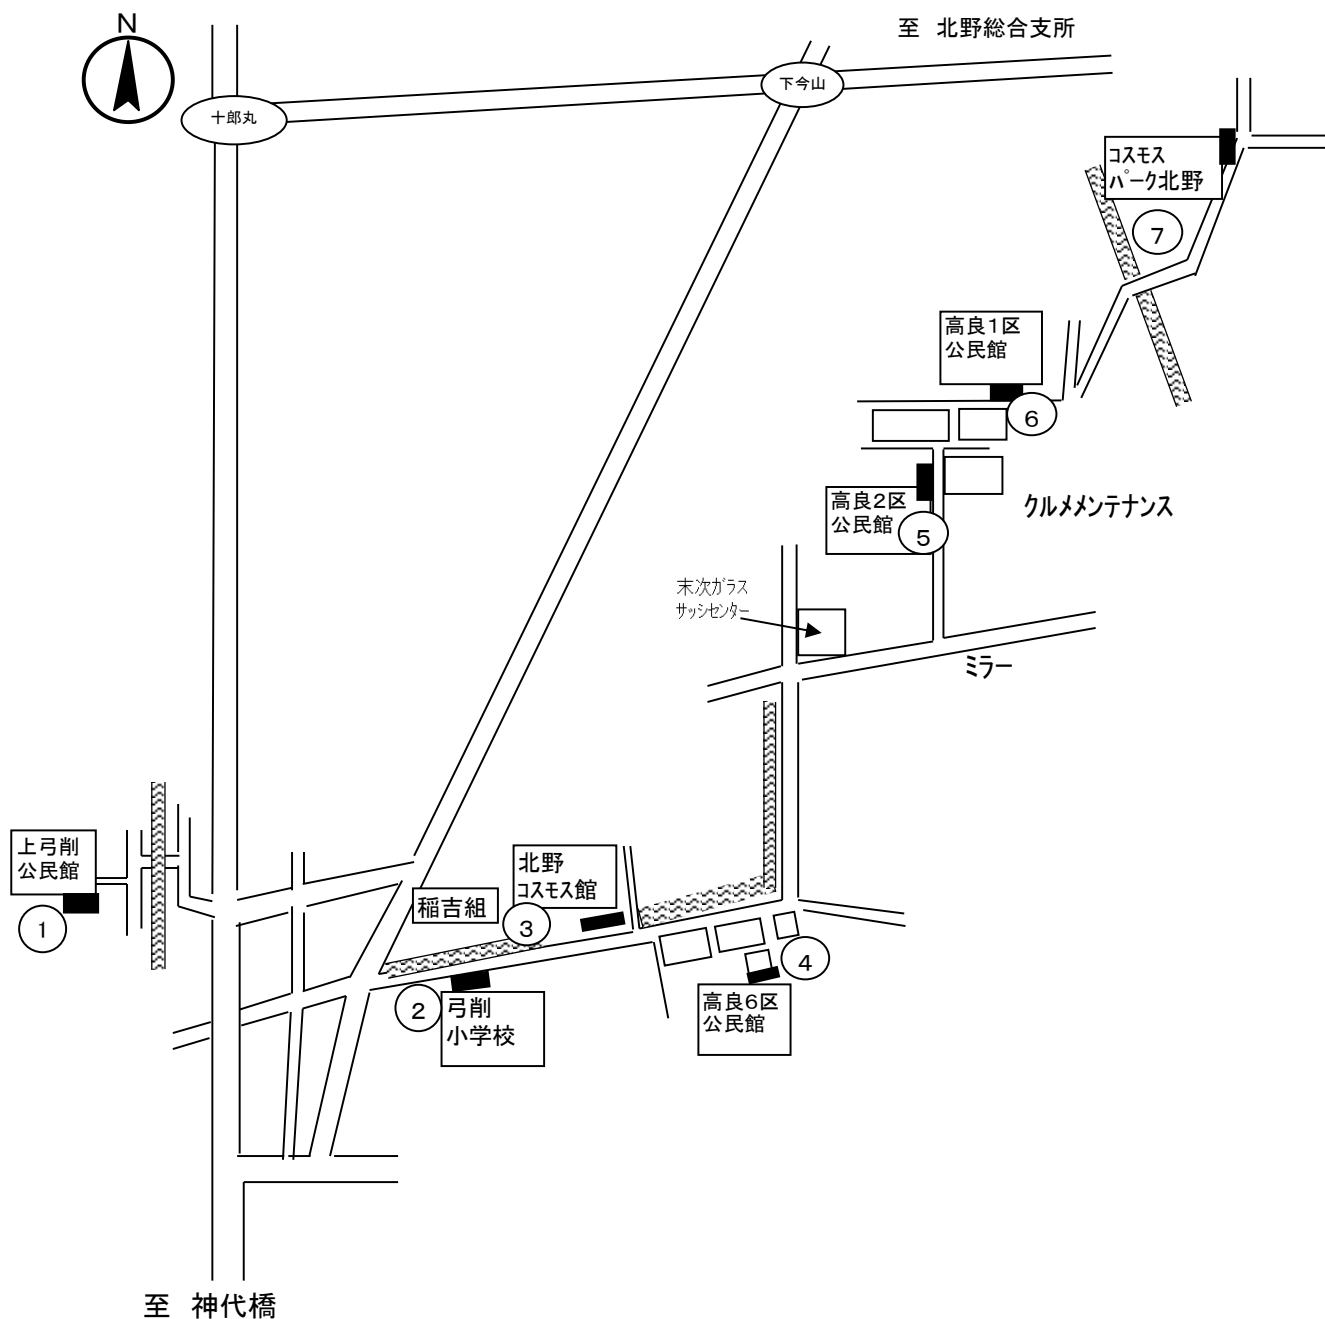 N
至 北野総合支所
下今山
十郎丸
コスモス
パーク北野
7
高良1区
公民館
6
高良2区
公民館
5
クルメメンテナンス
末次ガラス
サッシセンター
ミラー
上弓削
公民館
1
北野
コスモス館
稲吉組
3
4
高良6区
公民館
2
弓削
小学校
至 神代橋